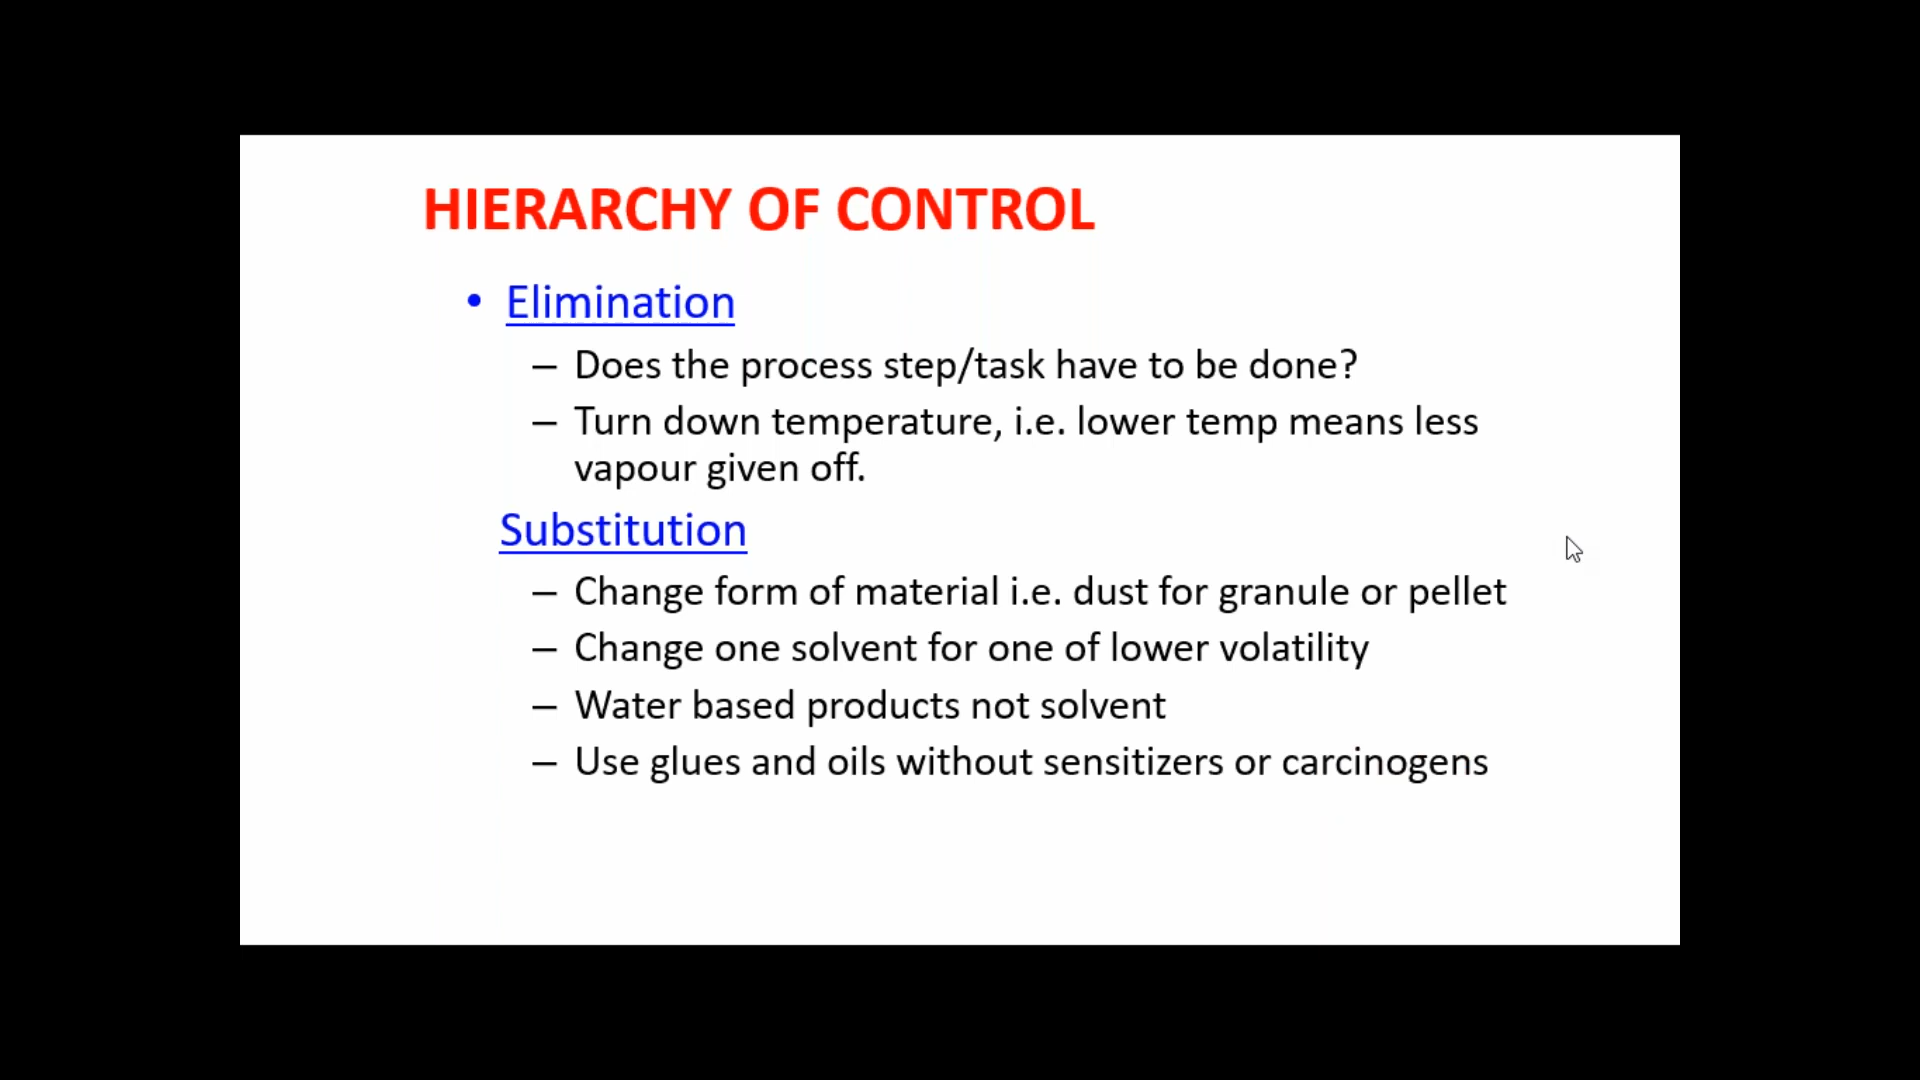 HIERARCHY OF CONTROL
• Elimination
– Does the process step/task have to be done?
– Turn down temperature, i.e. lower temp means less
vapour given off.
Substitution
– Change form of material i.e. dust for granule or pellet
– Change one solvent for one of lower volatility
– Water based products not solvent
– Use glues and oils without sensitizers or carcinogens